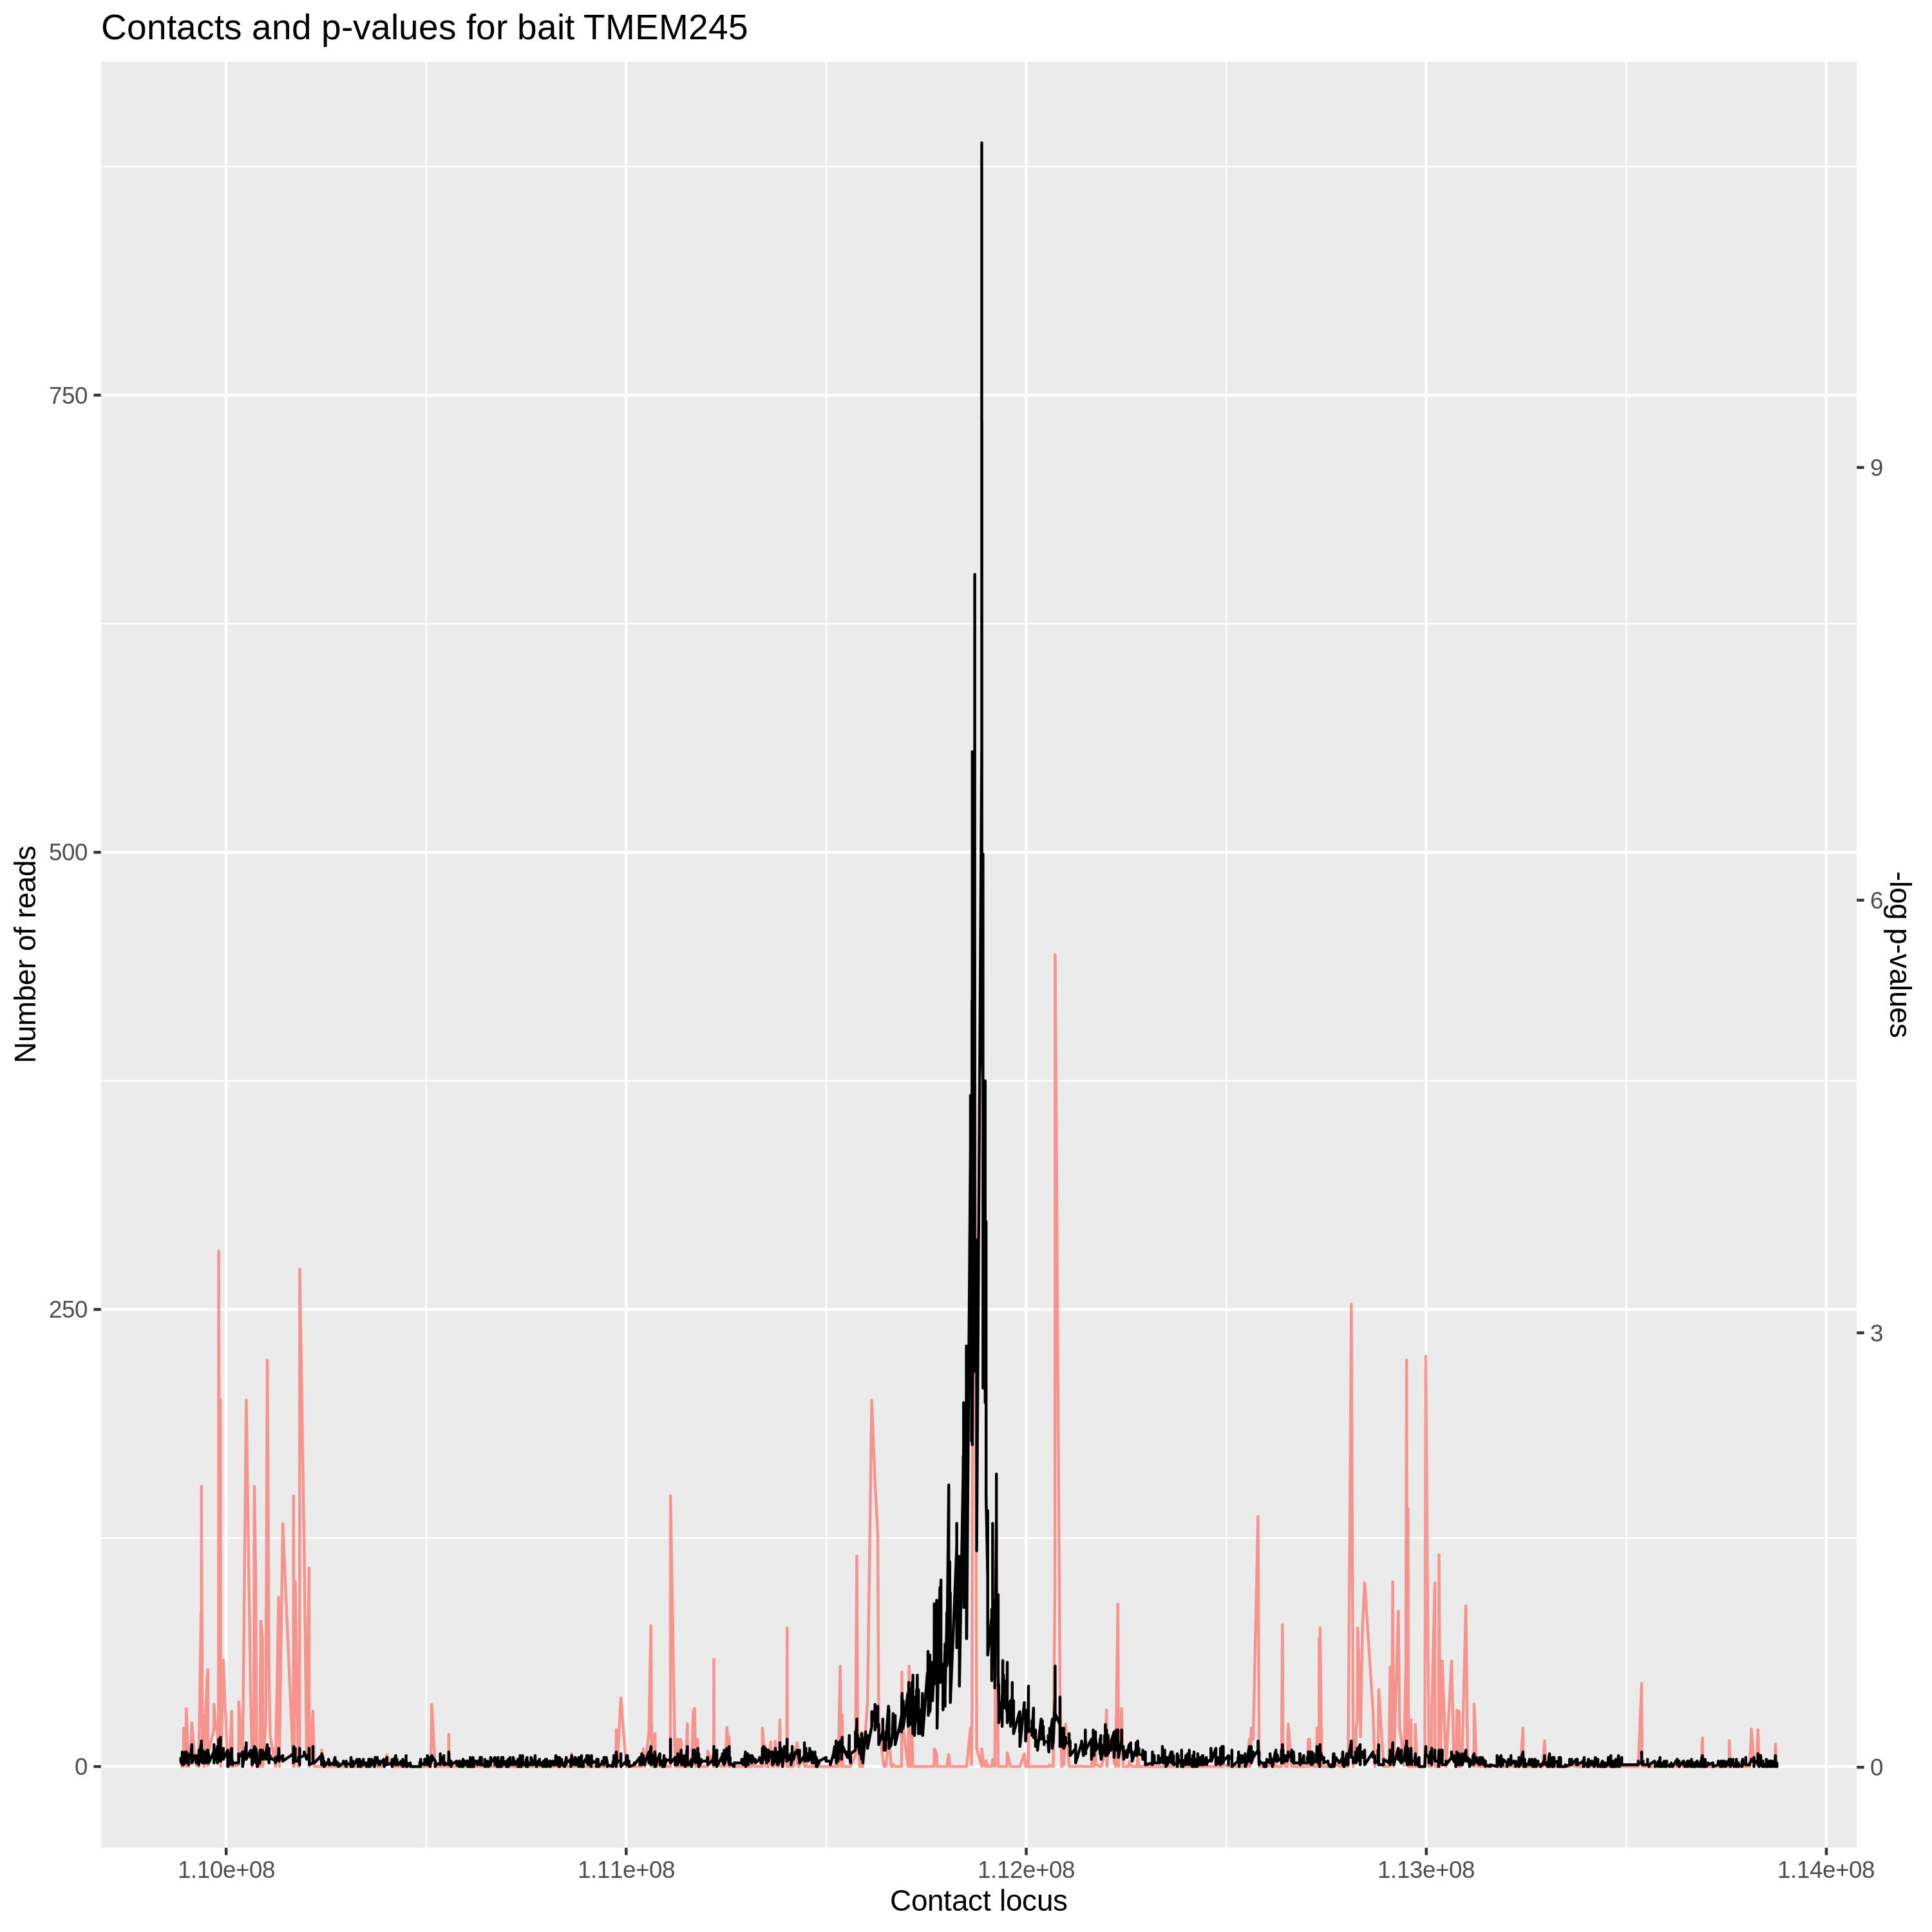 Contacts and p-values for bait TMEM245
Number of reads
750
500
250
0
9
6
3
0
-log p-values
1.10e+08
1.11e+08
1.12e+08
1.13e+08
1.14e+08
Contact locus